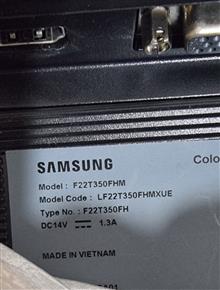 SAMSUNG
Colo
Model : F22T350FHM
Model Code : LF22T350FHMXUE
Type No. : F22T350FH
DC14V ⎓ 1.3A
MADE IN VIETNAM